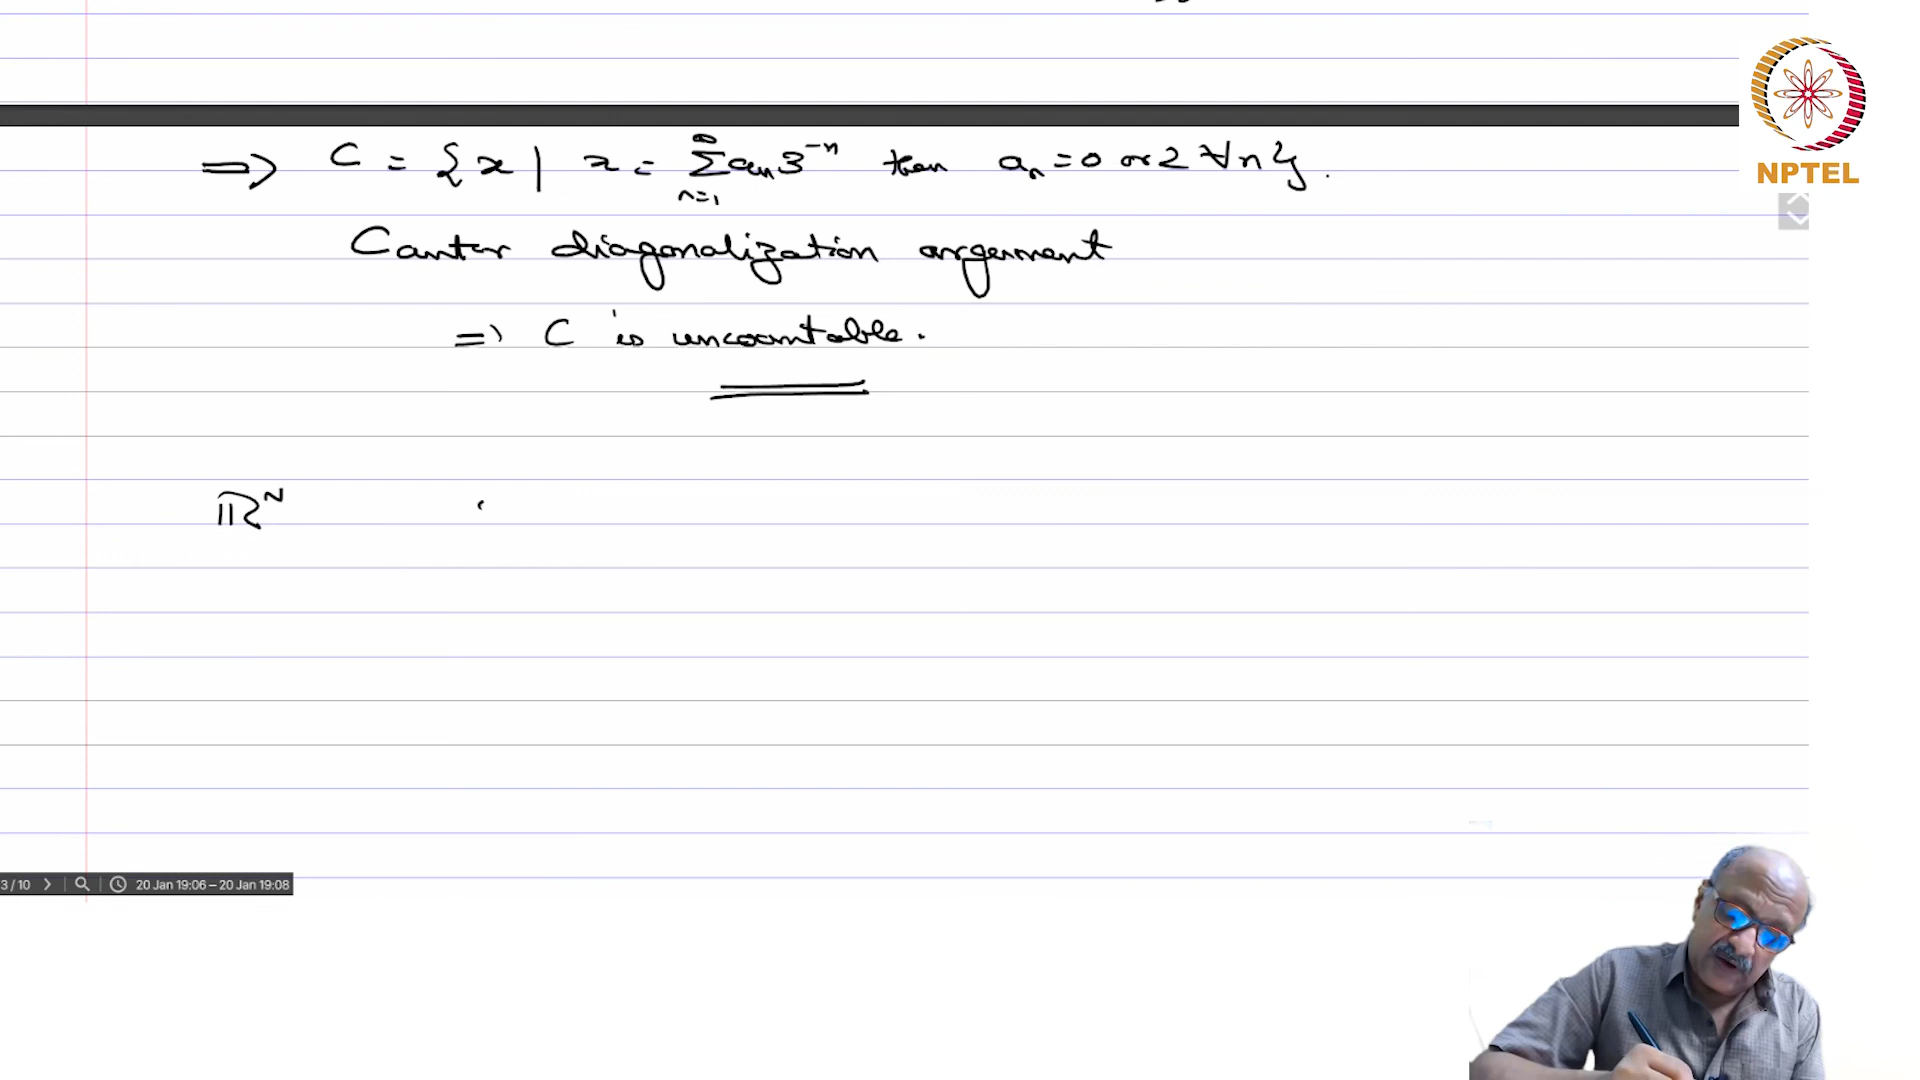 ⇒ C = {x | x = ∑_{n=1}^{∞} a_n 3^{-n} then a_n = 0 or 2 ∀n}.
Cantor diagonalization argument
⇒ C is uncountable.
ℝ^N
NPTEL
3/10 20 Jan 19:06 – 20 Jan 19:08